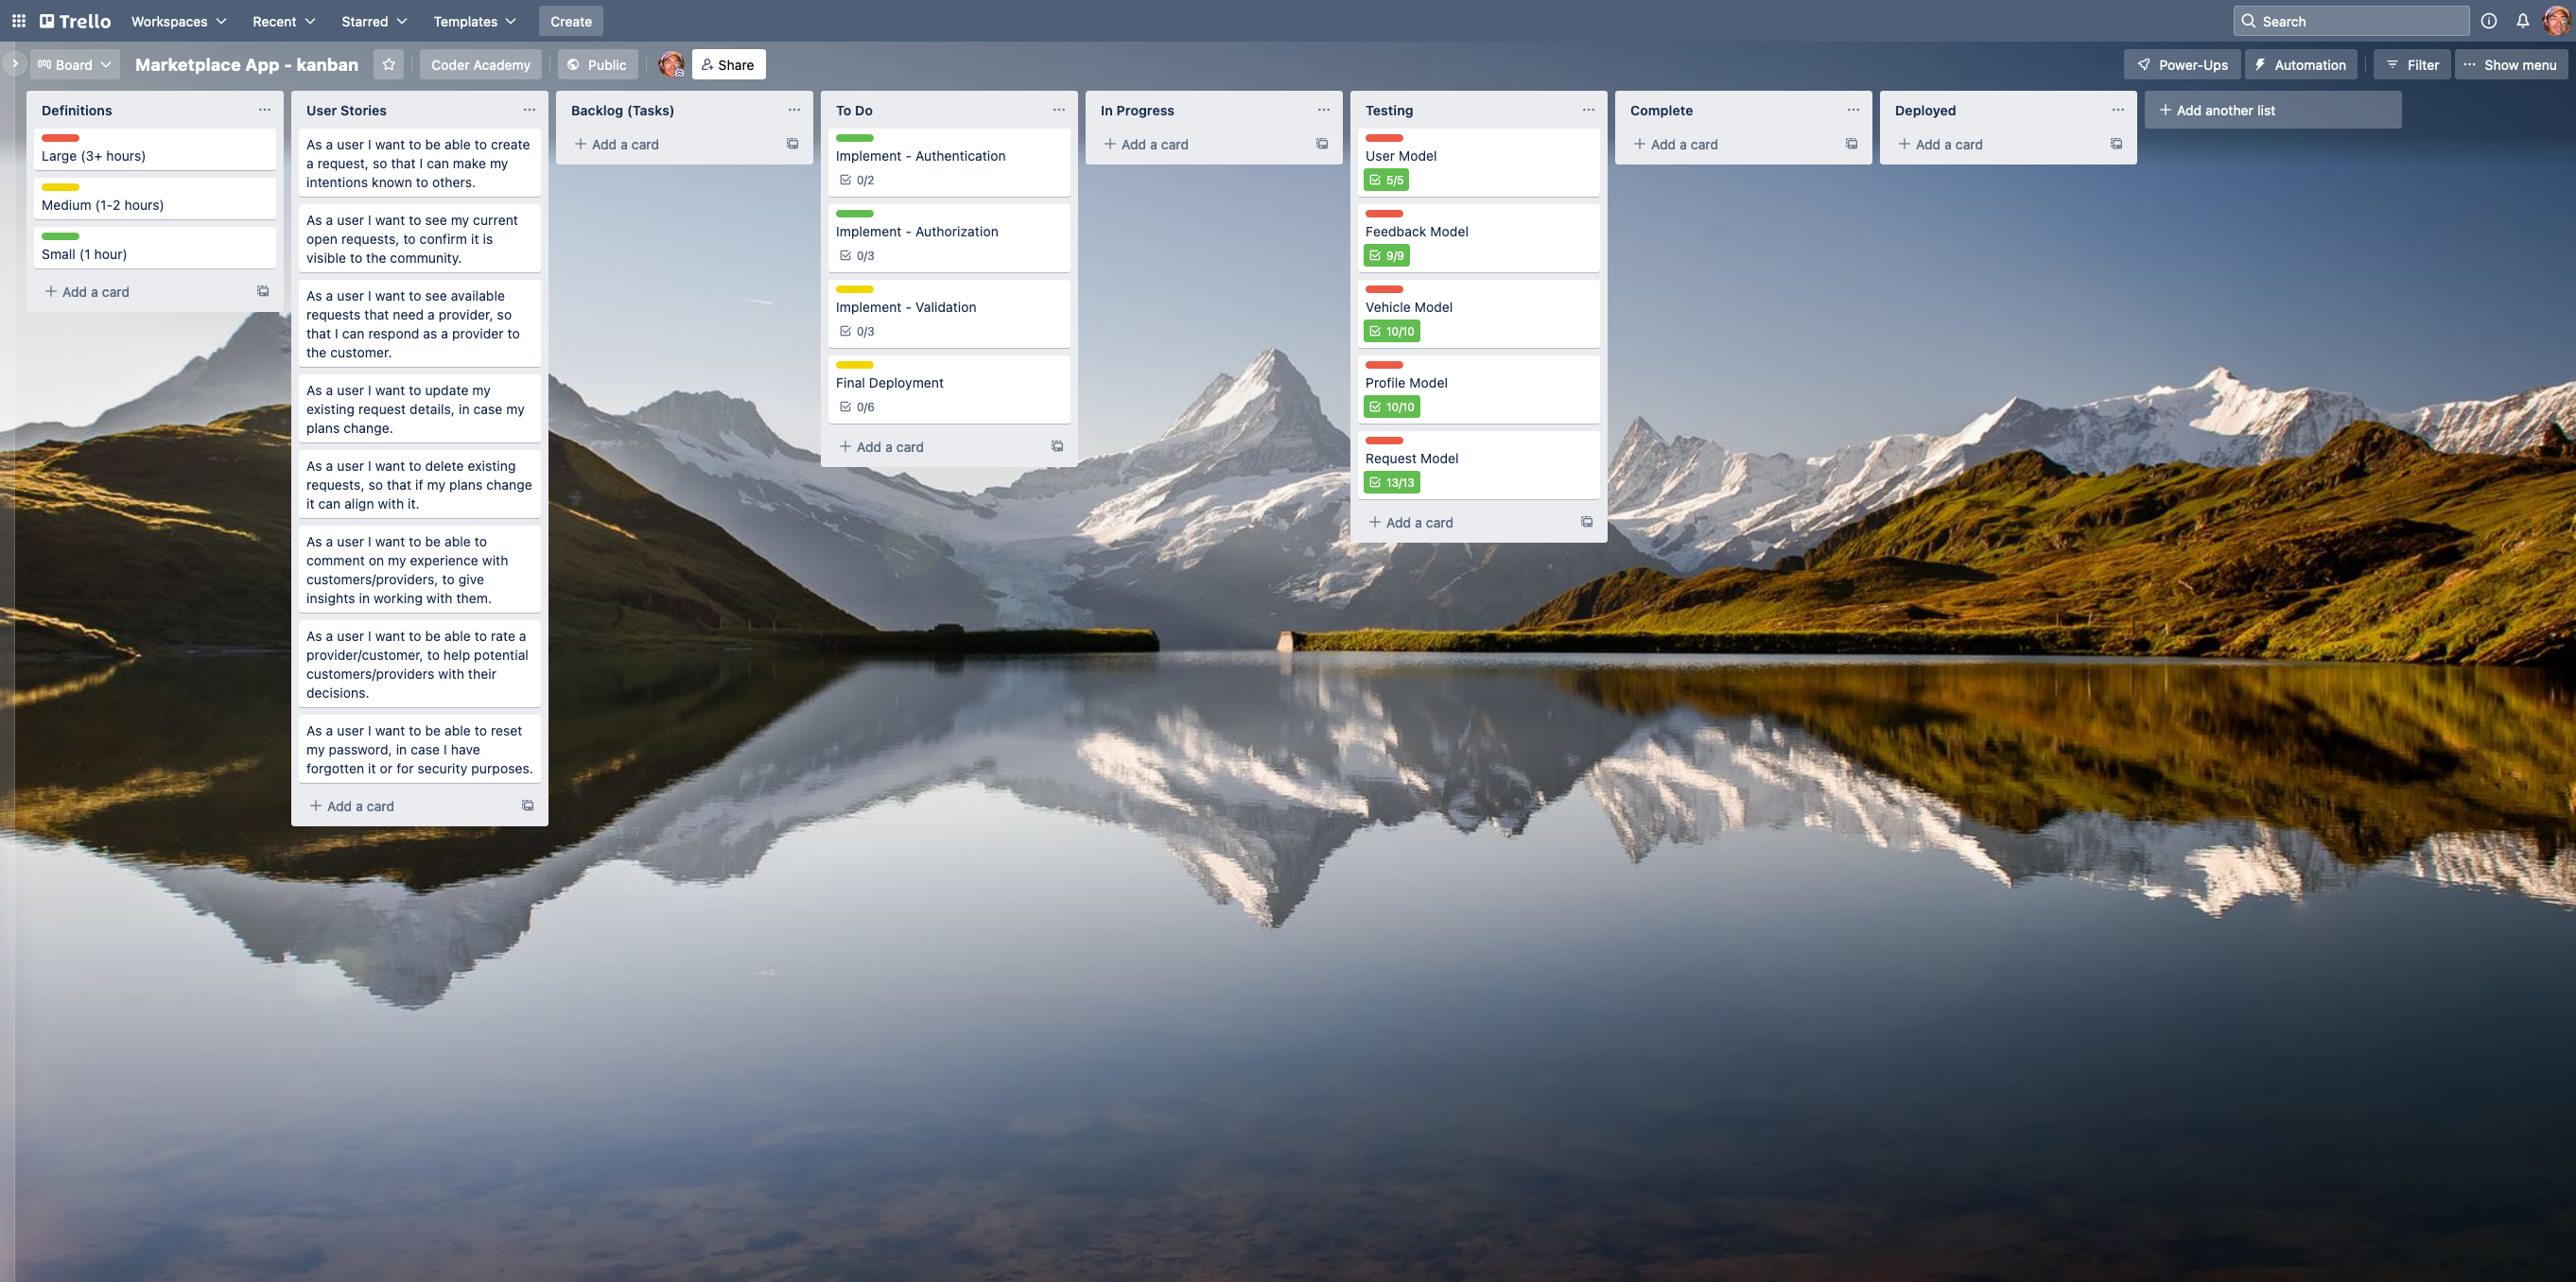 Trello
Workspaces
Recent
Starred
Templates
Create
Search
Board
Marketplace App - kanban
Coder Academy
Public
Share
Power-Ups
Automation
Filter
Show menu
Definitions
Large (3+ hours)
Medium (1-2 hours)
Small (1 hour)
Add a card
User Stories
As a user I want to be able to create
a request, so that I can make my
intentions known to others.
As a user I want to see my current
open requests, to confirm it is
visible to the community.
As a user I want to see available
requests that need a provider, so
that I can respond as a provider to
the customer.
As a user I want to update my
existing request details, in case my
plans change.
As a user I want to delete existing
requests, so that if my plans change
it can align with it.
As a user I want to be able to
comment on my experience with
customers/providers, to give
insights in working with them.
As a user I want to be able to rate a
provider/customer, to help potential
customers/providers with their
decisions.
As a user I want to be able to reset
my password, in case I have
forgotten it or for security purposes.
Add a card
Backlog (Tasks)
Add a card
To Do
Implement - Authentication
0/2
Implement - Authorization
0/3
Implement - Validation
0/3
Final Deployment
0/6
Add a card
In Progress
Add a card
Testing
User Model
5/5
Feedback Model
9/9
Vehicle Model
10/10
Profile Model
10/10
Request Model
13/13
Add a card
Complete
Add a card
Deployed
Add a card
Add another list